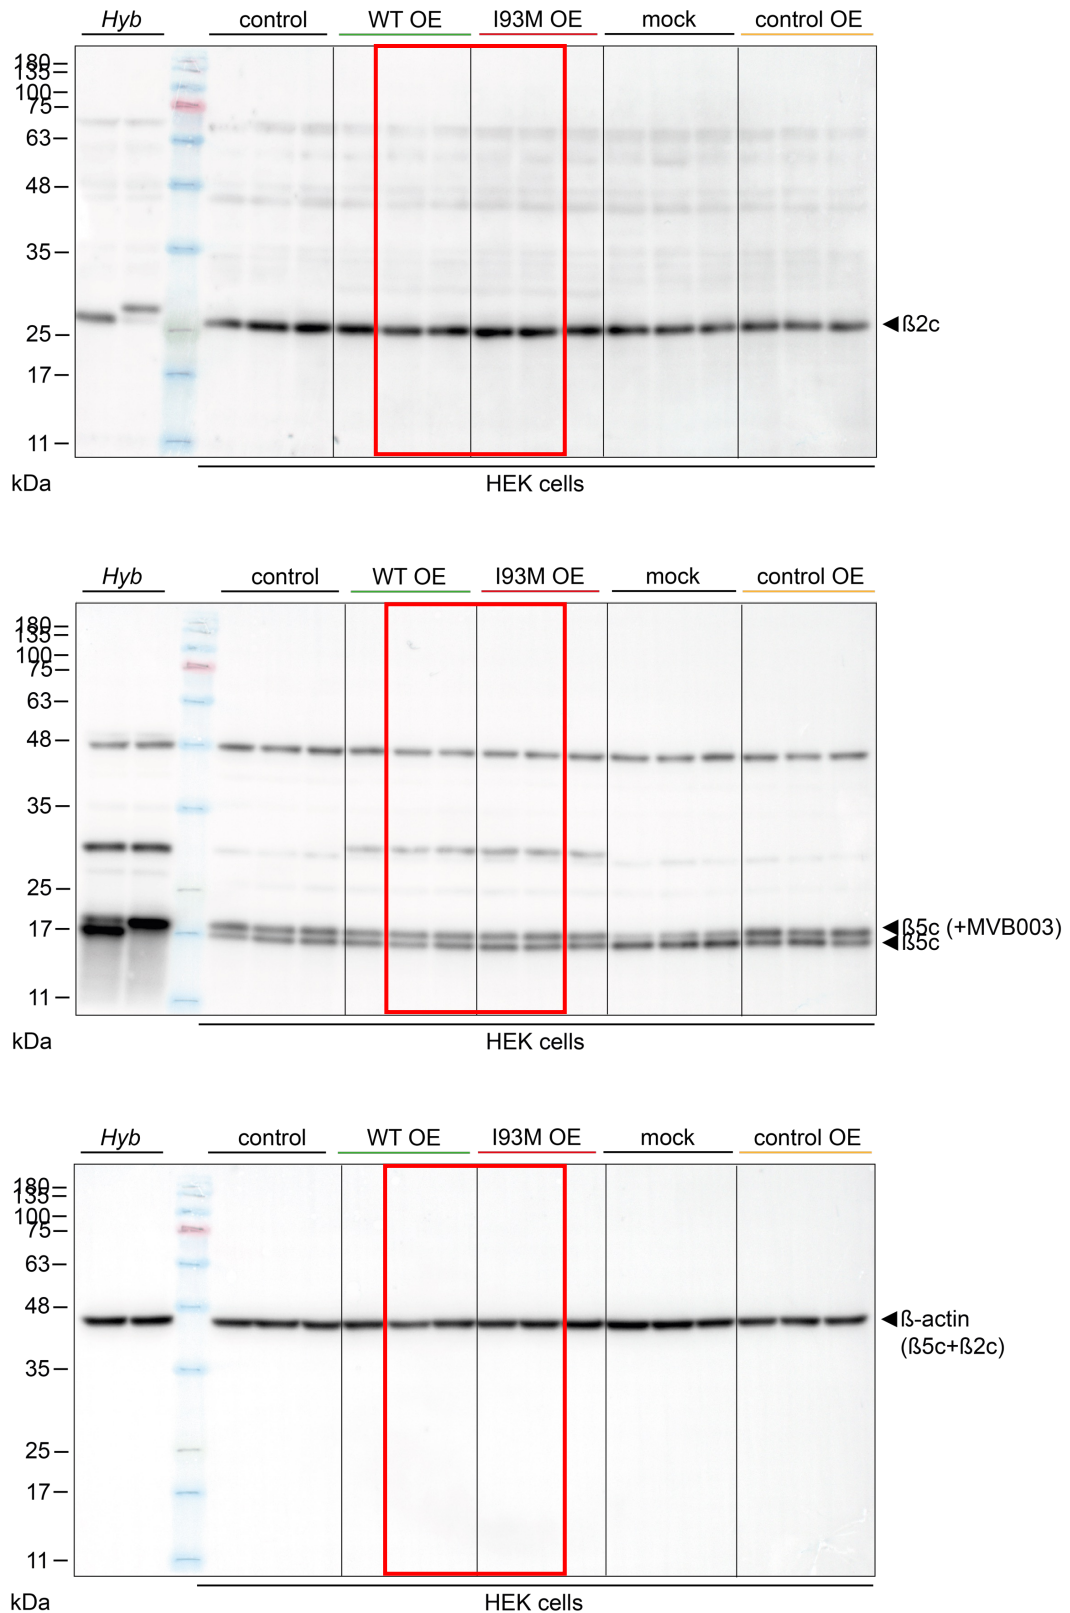 Hyb control WT OE I93M OE mock control OE
180–
135–
100–
75–
63–
48–
35–
25–
17–
11–
◄ß2c
kDa
HEK cells
Hyb control WT OE I93M OE mock control OE
180–
135–
100–
75–
63–
48–
35–
25–
17–
11–
◄ß5c (+MVB003)
◄ß5c
kDa
HEK cells
Hyb control WT OE I93M OE mock control OE
180–
135–
100–
75–
63–
48–
35–
25–
17–
11–
◄ß-actin
(ß5c+ß2c)
kDa
HEK cells